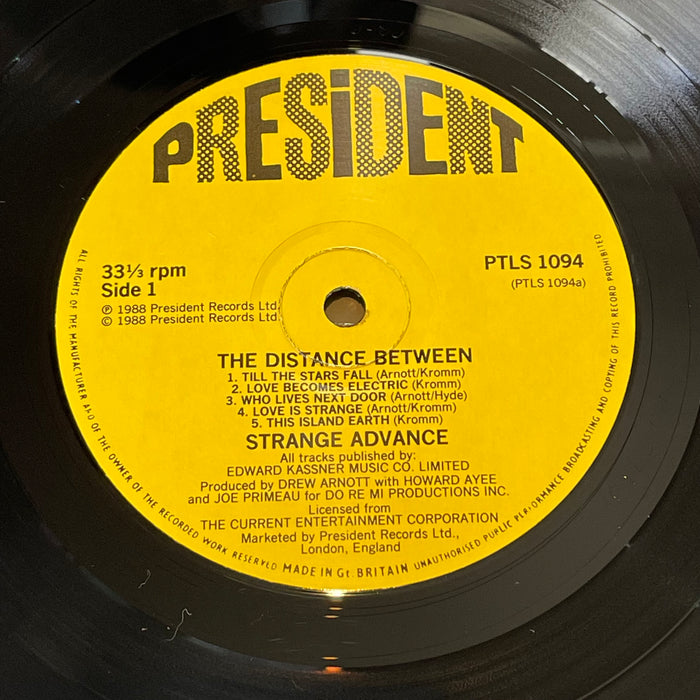 PRESiDENT
33⅓ rpm
Side 1
℗ 1988 President Records Ltd.
© 1988 President Records Ltd.
PTLS 1094
(PTLS 1094a)
THE DISTANCE BETWEEN
1. TILL THE STARS FALL (Arnott/Kromm)
2. LOVE BECOMES ELECTRIC (Kromm)
3. WHO LIVES NEXT DOOR (Arnott/Hyde)
4. LOVE IS STRANGE (Arnott/Kromm)
5. THIS ISLAND EARTH (Kromm)
STRANGE ADVANCE
All tracks published by:
EDWARD KASSNER MUSIC CO. LIMITED
Produced by DREW ARNOTT with HOWARD AYEE
and JOE PRIMEAU for DO RE MI PRODUCTIONS INC.
Licensed from
THE CURRENT ENTERTAINMENT CORPORATION
Marketed by President Records Ltd.,
London, England
ALL RIGHTS OF THE MANUFACTURER AND OF THE OWNER OF THE RECORDED WORK RESERVED MADE IN Gt. BRITAIN UNAUTHORISED PUBLIC PERFORMANCE BROADCASTING AND COPYING OF THIS RECORD PROHIBITED